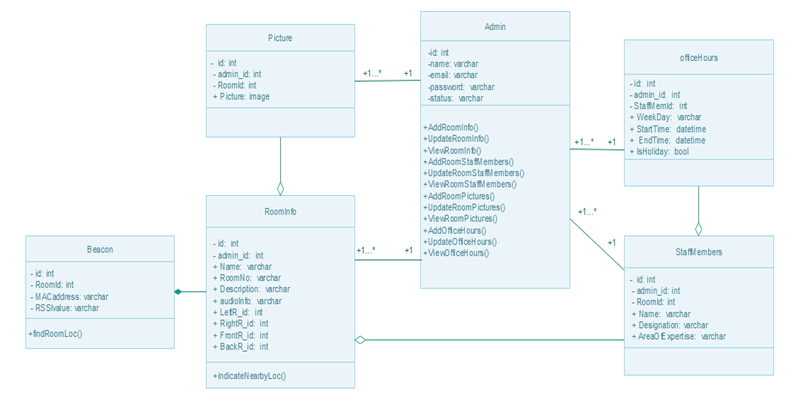 Picture
- id: int
- admin_id: int
- RoomId: int
+ Picture: image
+1...*
+1
Admin
-id: int
-name: varchar
-email: varchar
-password: varchar
-status: varchar
+AddRoomInfo()
+UpdateRoomInfo()
+ViewRoomInfo()
+AddRoomStaffMembers()
+UpdateRoomStaffMembers()
+ViewRoomStaffMembers()
+AddRoomPictures()
+UpdateRoomPictures()
+ViewRoomPictures()
+AddOfficeHours()
+UpdateOfficeHours()
+ViewOfficeHours()
officeHours
- id: int
- admin_id: int
- StaffMemId: int
+ WeekDay: varchar
+ StartTime: datetime
+ EndTime: datetime
+ IsHoliday: bool
+1...*
+1
+1...*
+1
Beacon
- id: int
- RoomId: int
- MACaddress: varchar
- RSSIvalue: varchar
+findRoomLoc()
RoomInfo
- id: int
- admin_id: int
+ Name: varchar
+ RoomNo: varchar
+ Description: varchar
+ audioInfo: varchar
+ LeftR_id: int
+ RightR_id: int
+ FrontR_id: int
+ BackR_id: int
+indicateNearbyLoc()
+1...*
+1
StaffMembers
- id: int
- admin_id: int
- RoomId: int
+ Name: varchar
+ Designation: varchar
+ AreaOfExpertise: varchar